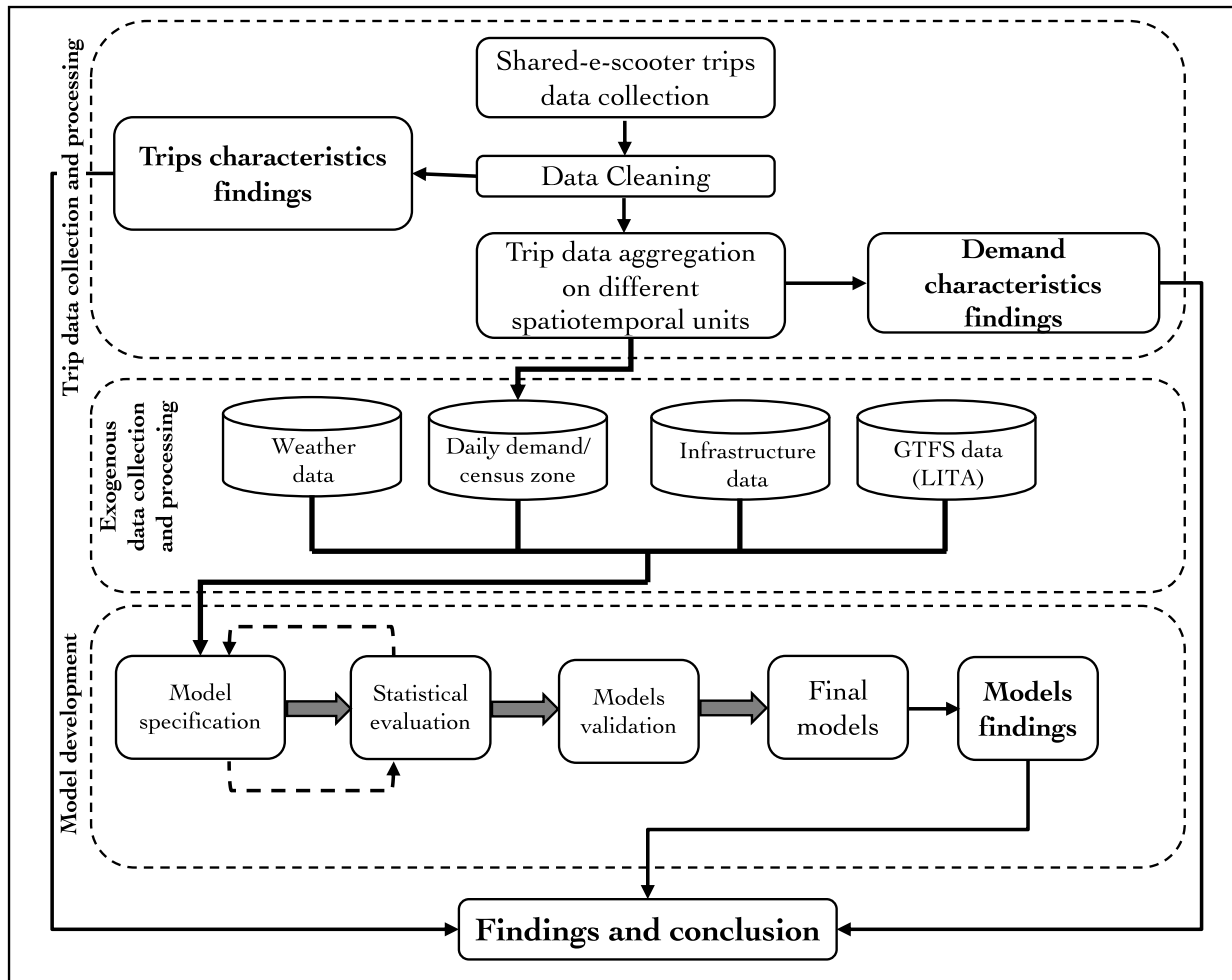 Trip data collection and processing
Shared-e-scooter trips
data collection
Trips characteristics
findings
Data Cleaning
Trip data aggregation
on different
spatiotemporal units
Demand
characteristics
findings
Exogenous
data collection
and processing
Weather
data
Daily demand/
census zone
Infrastructure
data
GTFS data
(LITA)
Model development
Model
specification
Statistical
evaluation
Models
validation
Final
models
Models
findings
Findings and conclusion